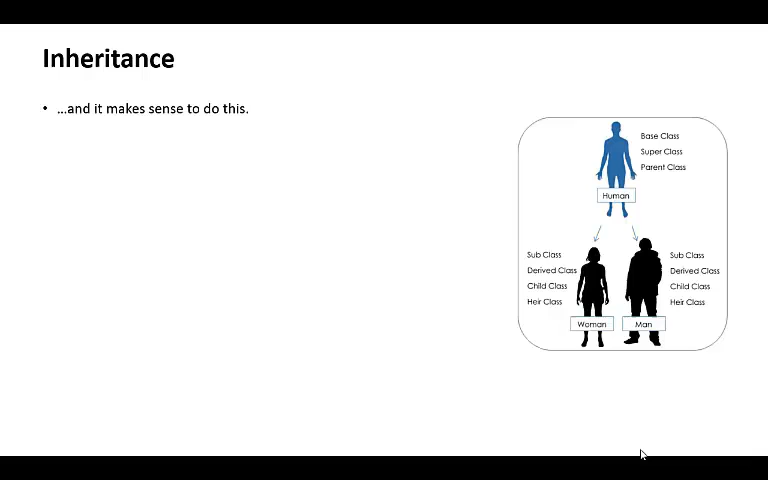 Inheritance
• ...and it makes sense to do this.
Base Class
Super Class
Parent Class
Human
Sub Class
Derived Class
Child Class
Heir Class
Woman
Sub Class
Derived Class
Child Class
Heir Class
Man